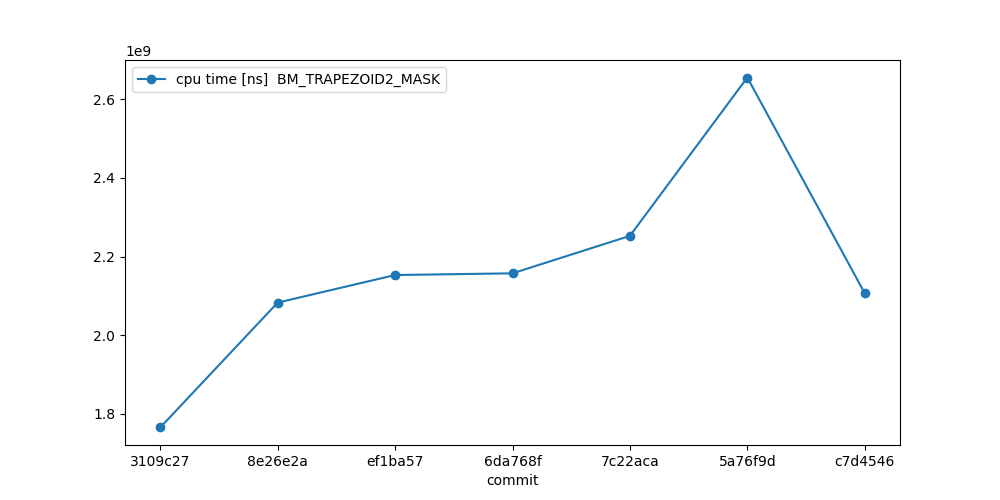 1e9
cpu time [ns]  BM_TRAPEZOID2_MASK
2.6
2.4
2.2
2.0
1.8
3109c27 8e26e2a ef1ba57 6da768f 7c22aca 5a76f9d c7d4546
commit